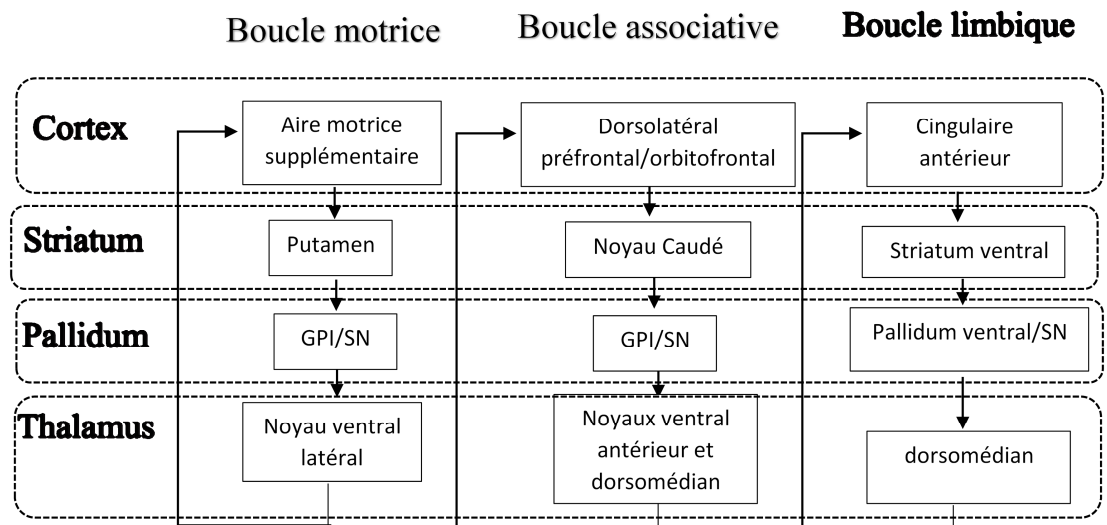 Boucle motrice
Boucle associative
Boucle limbique
Cortex
Aire motrice
supplémentaire
Dorsolatéral
préfrontal/orbitofrontal
Cingulaire
antérieur
Striatum
Putamen
Noyau Caudé
Striatum ventral
Pallidum
GPI/SN
GPI/SN
Pallidum ventral/SN
Thalamus
Noyau ventral
latéral
Noyaux ventral
antérieur et
dorsomédian
dorsomédian